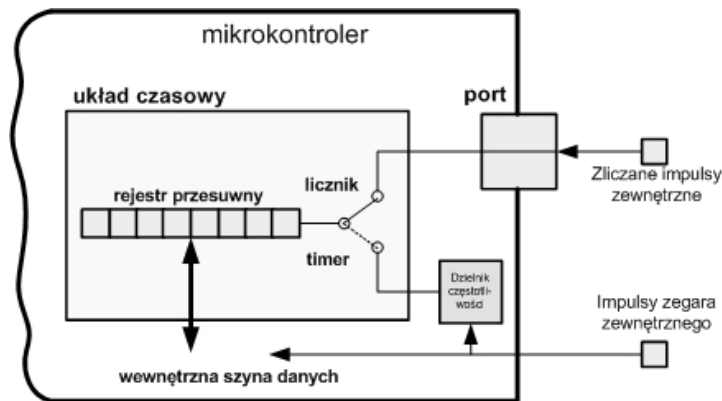 mikrokontroler
układ czasowy
port
licznik
rejestr przesuwny
timer
Zliczane impulsy
zewnętrzne
Dzielnik
częstotli-
wości
Impulsy zegara
zewnętrznego
wewnętrzna szyna danych